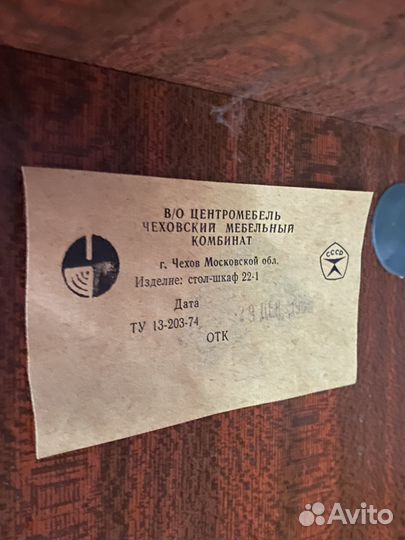 В/О ЦЕНТРОМЕБЕЛЬ
ЧЕХОВСКИЙ МЕБЕЛЬНЫЙ
КОМБИНАТ
г. Чехов Московской обл.
СССР
Изделие: стол-шкаф 22-1
Дата
ТУ 13-203-74
ОТК
Avito